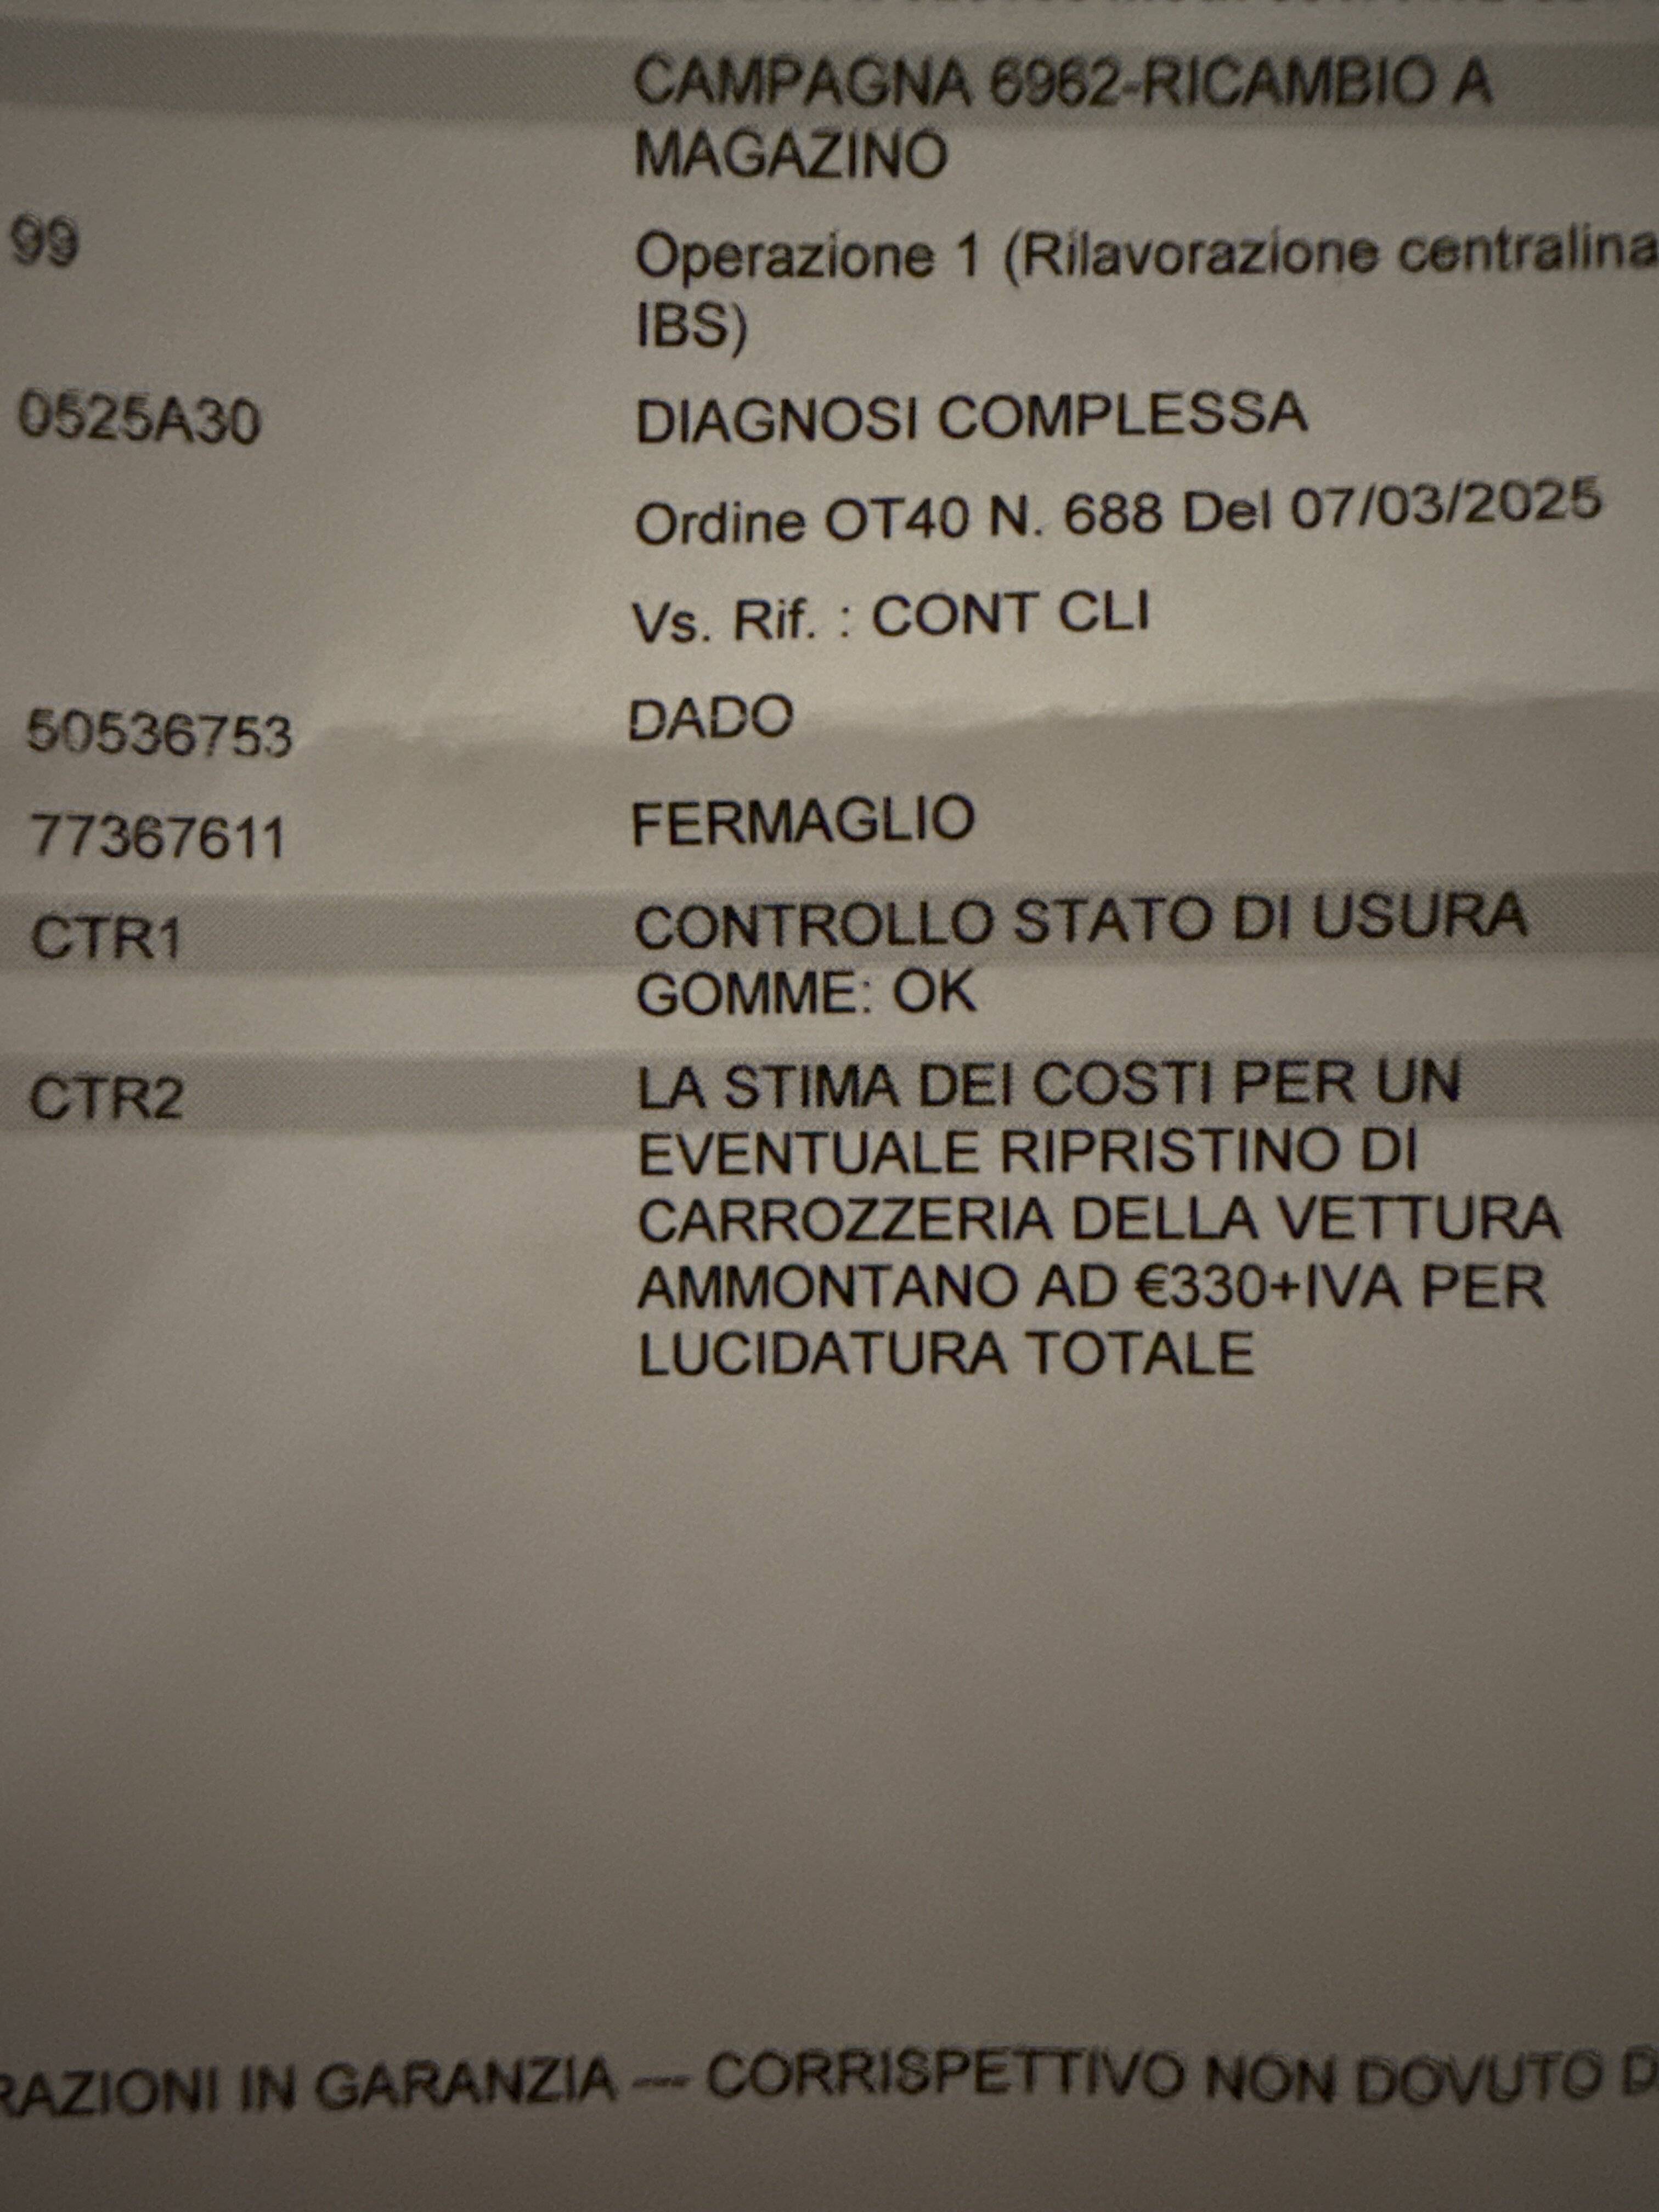 CAMPAGNA 6962-RICAMBIO A
MAGAZINO
99 Operazione 1 (Rilavorazione centralina
IBS)
0525A30 DIAGNOSI COMPLESSA
Ordine OT40 N. 688 Del 07/03/2025
Vs. Rif. : CONT CLI
50536753 DADO
77367611 FERMAGLIO
CTR1 CONTROLLO STATO DI USURA
GOMME: OK
CTR2 LA STIMA DEI COSTI PER UN
EVENTUALE RIPRISTINO DI
CARROZZERIA DELLA VETTURA
AMMONTANO AD €330+IVA PER
LUCIDATURA TOTALE
RAZIONI IN GARANZIA --- CORRISPETTIVO NON DOVUTO D